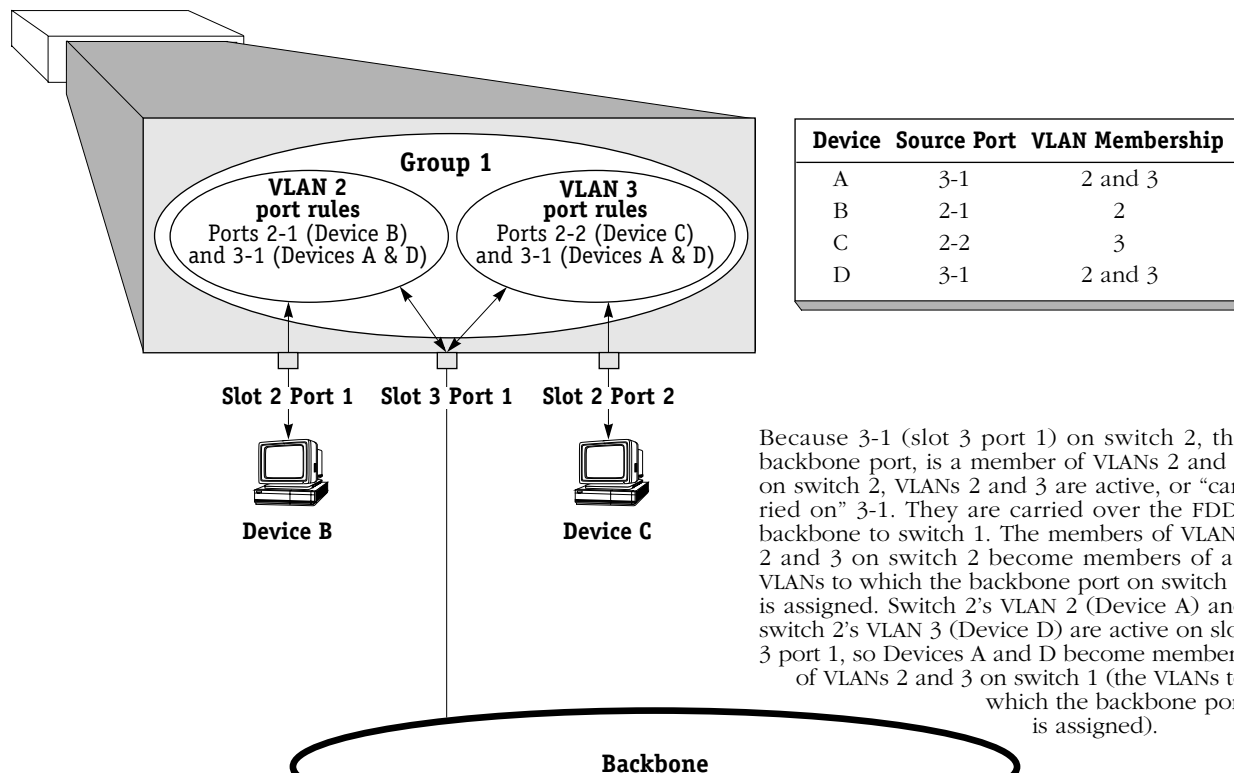 Group 1
VLAN 2
port rules
Ports 2-1 (Device B)
and 3-1 (Devices A & D)
VLAN 3
port rules
Ports 2-2 (Device C)
and 3-1 (Devices A & D)
Slot 2 Port 1
Slot 3 Port 1
Slot 2 Port 2
Device B
Device C
Device Source Port VLAN Membership
A 3-1 2 and 3
B 2-1 2
C 2-2 3
D 3-1 2 and 3
Because 3-1 (slot 3 port 1) on switch 2, th
backbone port, is a member of VLANs 2 and
on switch 2, VLANs 2 and 3 are active, or “car
ried on” 3-1. They are carried over the FDD
backbone to switch 1. The members of VLAN
2 and 3 on switch 2 become members of a
VLANs to which the backbone port on switch
is assigned. Switch 2’s VLAN 2 (Device A) an
switch 2’s VLAN 3 (Device D) are active on slo
3 port 1, so Devices A and D become member
of VLANs 2 and 3 on switch 1 (the VLANs t
which the backbone por
is assigned).
Backbone